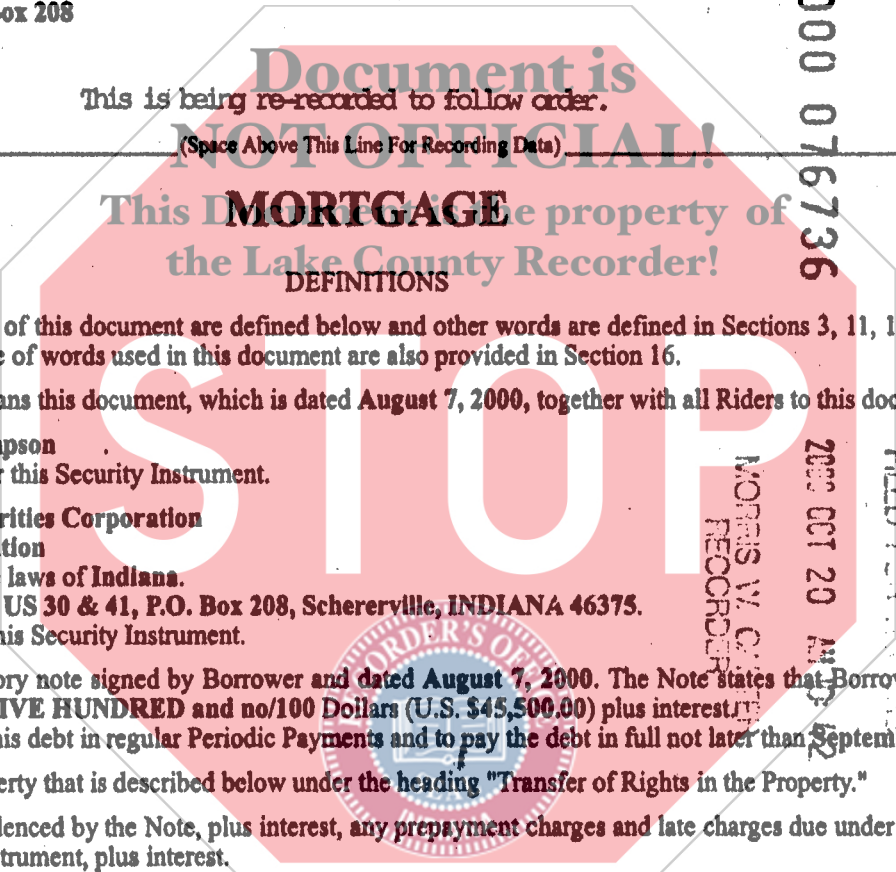 ox 208
Document is
This is being re-recorded to follow order.
NOT OFFICIAL!
(Space Above This Line For Recording Data)
MORTGAGE
This Document is the property of
the Lake County Recorder!
DEFINITIONS
of this document are defined below and other words are defined in Sections 3, 11, 1
e of words used in this document are also provided in Section 16.
ans this document, which is dated August 7, 2000, together with all Riders to this doc
STOP
mpson
r this Security Instrument.
rities Corporation
tion
laws of Indiana.
US 30 & 41, P.O. Box 208, Schererville, INDIANA 46375.
his Security Instrument.
ory note signed by Borrower and dated August 7, 2000. The Note states that Borrow
IVE HUNDRED and no/100 Dollars (U.S. $45,500.00) plus interest.
his debt in regular Periodic Payments and to pay the debt in full not later than Septem
erty that is described below under the heading "Transfer of Rights in the Property."
denced by the Note, plus interest, any prepayment charges and late charges due under
trument, plus interest.
000 076736
2000 OCT 20
MORRIS W.
RECORDER
RECORDER'S OFFICE
INDIANA